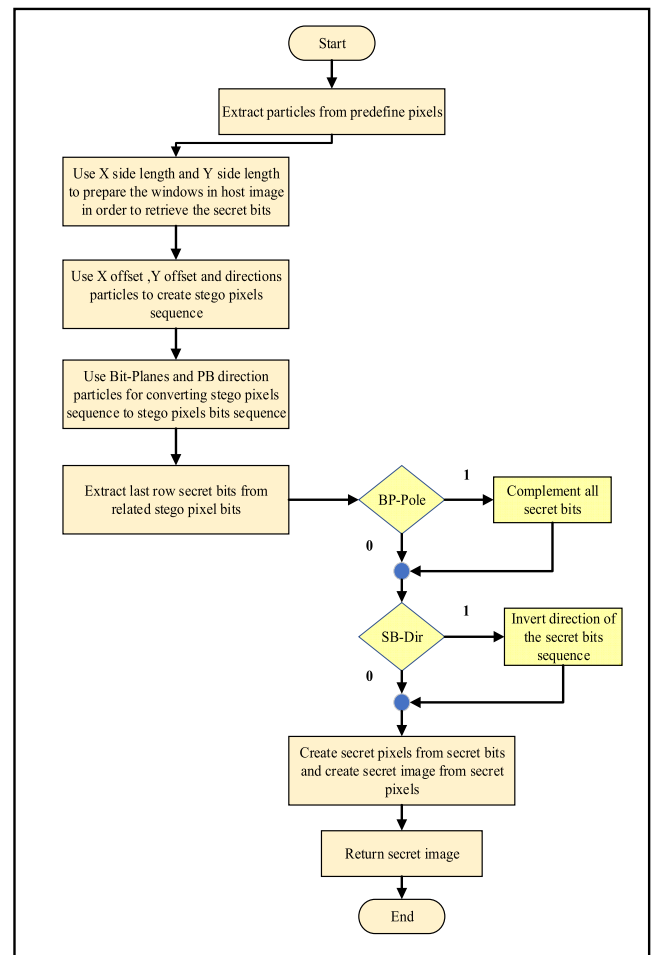 Start
Extract particles from predefine pixels
Use X side length and Y side length
to prepare the windows in host image
in order to retrieve the secret bits
Use X offset ,Y offset and directions
particles to create stego pixels
sequence
Use Bit-Planes and PB direction
particles for converting stego pixels
sequence to stego pixels bits sequence
Extract last row secret bits from
related stego pixel bits
BP-Pole
1
Complement all
secret bits
0
SB-Dir
1
Invert direction of
the secret bits
sequence
0
Create secret pixels from secret bits
and create secret image from secret
pixels
Return secret image
End